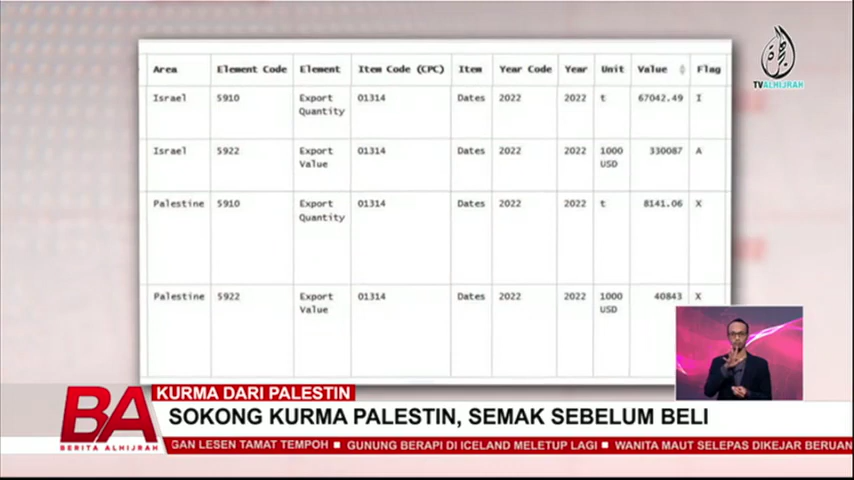 Area Element Code Element Item Code (CPC) Item Year Code Year Unit Value Flag
Israel 5910 Export Quantity 01314 Dates 2022 2022 t 67042.49 I
Israel 5922 Export Value 01314 Dates 2022 2022 1000 USD 330087 A
Palestine 5910 Export Quantity 01314 Dates 2022 2022 t 8141.06 X
Palestine 5922 Export Value 01314 Dates 2022 2022 1000 USD 40843 X
TVALHIJRAH
KURMA DARI PALESTIN
SOKONG KURMA PALESTIN, SEMAK SEBELUM BELI
BA
BERITA ALHIJRAH
GAN LESEN TAMAT TEMPOH ■ GUNUNG BERAPI DI ICELAND MELETUP LAGI ■ WANITA MAUT SELEPAS DIKEJAR BERUAN